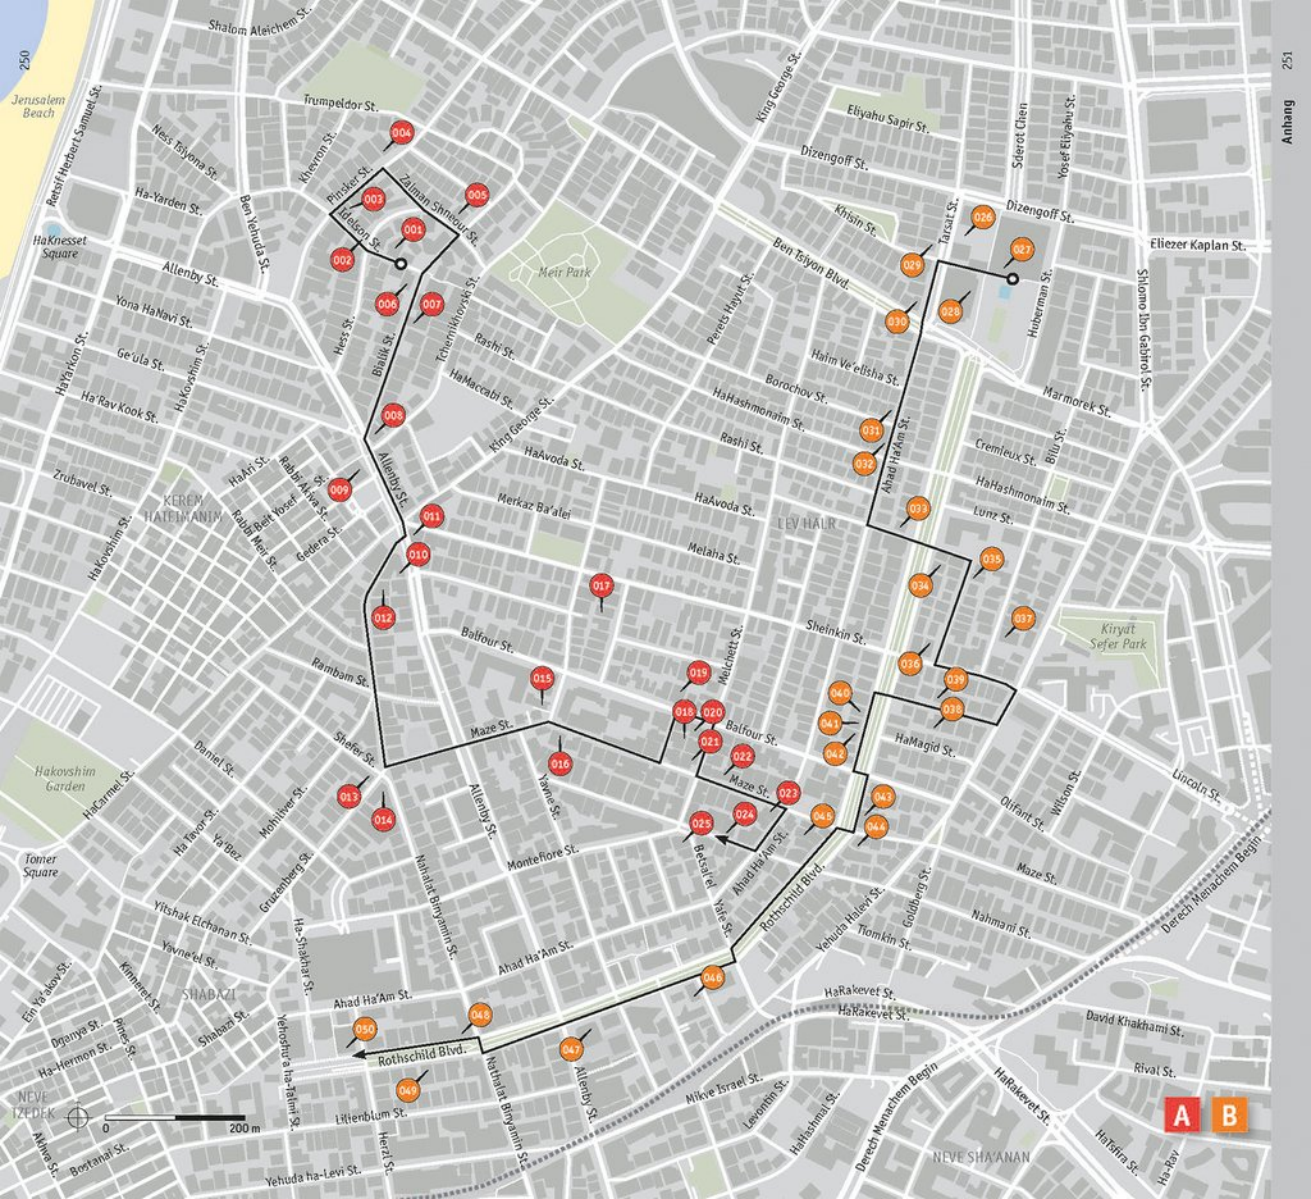 250
251
Anhang
Jerusalem
Beach
Shalom Aleichem St.
Retsif Herbert Samuel St.
Trumpeldor St.
Ness Tsiyona St.
Khevron St.
Ha-Yarden St.
Ben Yehuda St.
HaKnesset
Square
Allenby St.
Pinsker St.
Zalman Shneour St.
Idelson St.
004
003
005
001
002
006
007
Meir Park
King George St.
Eliyahu Sapir St.
Dizengoff St.
Sderot Chen
Yosef Eliyahu St.
Khisin St.
Tarsat St.
Dizengoff St.
Eliezer Kaplan St.
Ben Tsiyon Blvd.
026
027
029
028
030
Huberman St.
Shlomo Ibn Gabirol St.
Perets Hayut St.
Yona HaNavi St.
Hess St.
Bialik St.
Tchernikhovski St.
Rashi St.
Ge'ula St.
HaYarkon St.
HaKovshim St.
Ha'Rav Kook St.
HaMaccabi St.
King George St.
Haim Ve'elisha St.
Borochov St.
HaHashmonaim St.
Rashi St.
Marmorek St.
Cremieux St.
Bilu St.
HaHashmonaim St.
Lunz St.
008
031
032
Ahad Ha'Am St.
Zrubavel St.
HaAri St.
Rabbi Akiva St.
Beit Yosef St.
Rabbi Meir St.
Gedera St.
Allenby St.
HaAvoda St.
Merkaz Ba'alei
HaAvoda St.
Melaha St.
KEREM
HATEIMANIM
HaKovshim St.
LEV HAIR
009
011
010
012
017
033
034
035
037
Sheinkin St.
Kiryat
Sefer Park
Balfour St.
Melchett St.
Rambam St.
015
019
018
020
021
022
Balfour St.
036
039
038
040
041
042
HaMagid St.
Maze St.
Shefer St.
016
Hakovshim
Garden
Daniel St.
HaCarmel St.
013
014
Mohiliver St.
Ha Tavor St.
Ya'Bez
Allenby St.
Yavne St.
Maze St.
023
024
025
045
043
044
Lincoln St.
Wilson St.
Olifant St.
Tomer
Square
Gruzenberg St.
Nahalat Binyamin St.
Montefiore St.
Betsal'el
Yafe St.
Ahad Ha'Am St.
Rothschild Blvd.
Yehuda Halevi St.
Goldberg St.
Maze St.
Nahmani St.
Tiomkin St.
Derech Menachem Begin
Yitshak Elchanan St.
Yavne'el St.
Ha-Shakhar St.
Ahad Ha'Am St.
046
HaRakevet St.
HaRakevet St.
Ein Ya'akov St.
Kinneret St.
SHABAZI
Shabazi St.
Ahad Ha'Am St.
048
050
047
049
Rothschild Blvd.
Dganya St.
Ha-Hermon St.
Pines St.
Yehoshu'a ha-Talmi St.
David Khakhami St.
Rival St.
NEVE
TZEDEK
0
200 m
Lilienblum St.
Nathalat Binyamin St.
Allenby St.
Mikve Israel St.
Levontin St.
HaHashmal St.
Derech Menachem Begin
HaRakevet St.
HaTsfira St.
Ha-Rav
A
B
Akhva St.
Bostanai St.
Herzl St.
Yehuda ha-Levi St.
NEVE SHA'ANAN